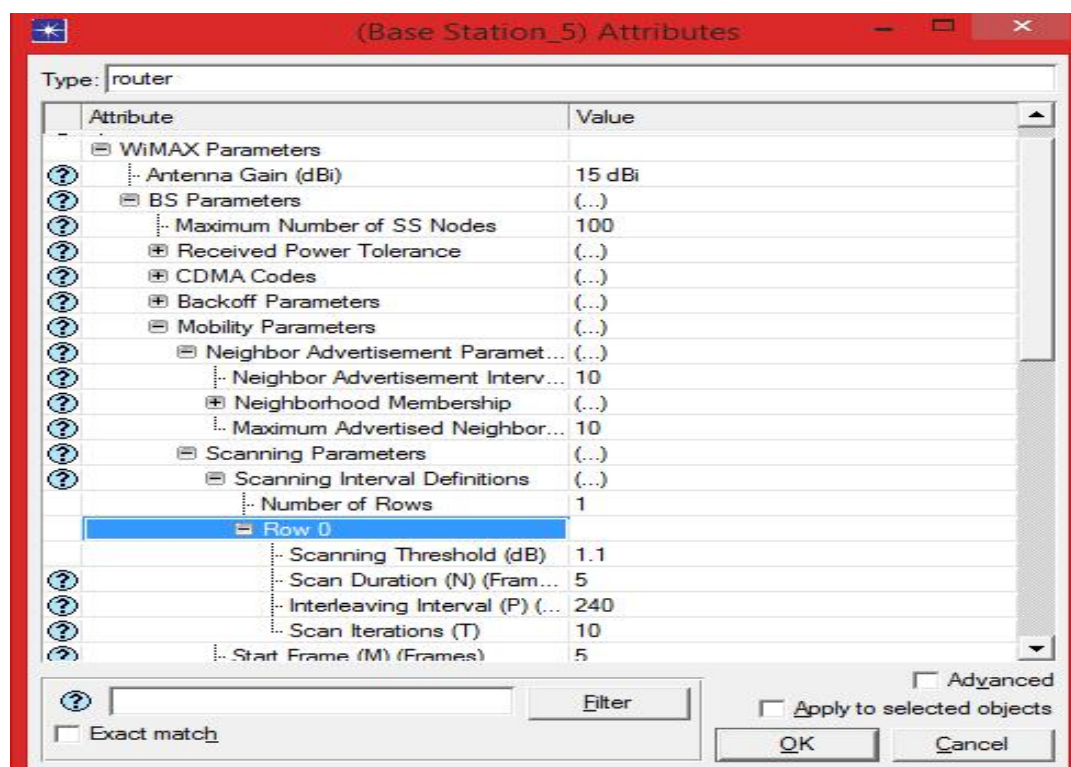 (Base Station_5) Attributes
Type: router
Attribute Value
WiMAX Parameters
Antenna Gain (dBi) 15 dBi
BS Parameters (...)
Maximum Number of SS Nodes 100
Received Power Tolerance (...)
CDMA Codes (...)
Backoff Parameters (...)
Mobility Parameters (...)
Neighbor Advertisement Paramet... (...)
Neighbor Advertisement Interv... 10
Neighborhood Membership (...)
Maximum Advertised Neighbor... 10
Scanning Parameters (...)
Scanning Interval Definitions (...)
Number of Rows 1
Row 0
Scanning Threshold (dB) 1.1
Scan Duration (N) (Fram... 5
Interleaving Interval (P) (... 240
Scan Iterations (T) 10
Start Frame (M) (Frames) 5
Advanced
Filter
Apply to selected objects
Exact match
OK Cancel